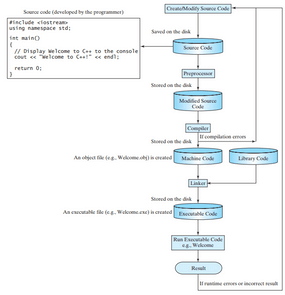 Source code (developed by the programmer)
#include <iostream>
using namespace std;
int main()
{
// Display Welcome to C++ to the console
cout << "Welcome to C++!" << endl;
return 0;
}
Create/Modify Source Code
Saved on the disk
Source Code
Preprocessor
Stored on the disk
Modified Source
Code
Compiler
If compilation errors
Stored on the disk
An object file (e.g., Welcome.obj) is created
Machine Code
Library Code
Linker
Stored on the disk
An executable file (e.g., Welcome.exe) is created
Executable Code
Run Executable Code
e.g., Welcome
Result
If runtime errors or incorrect result